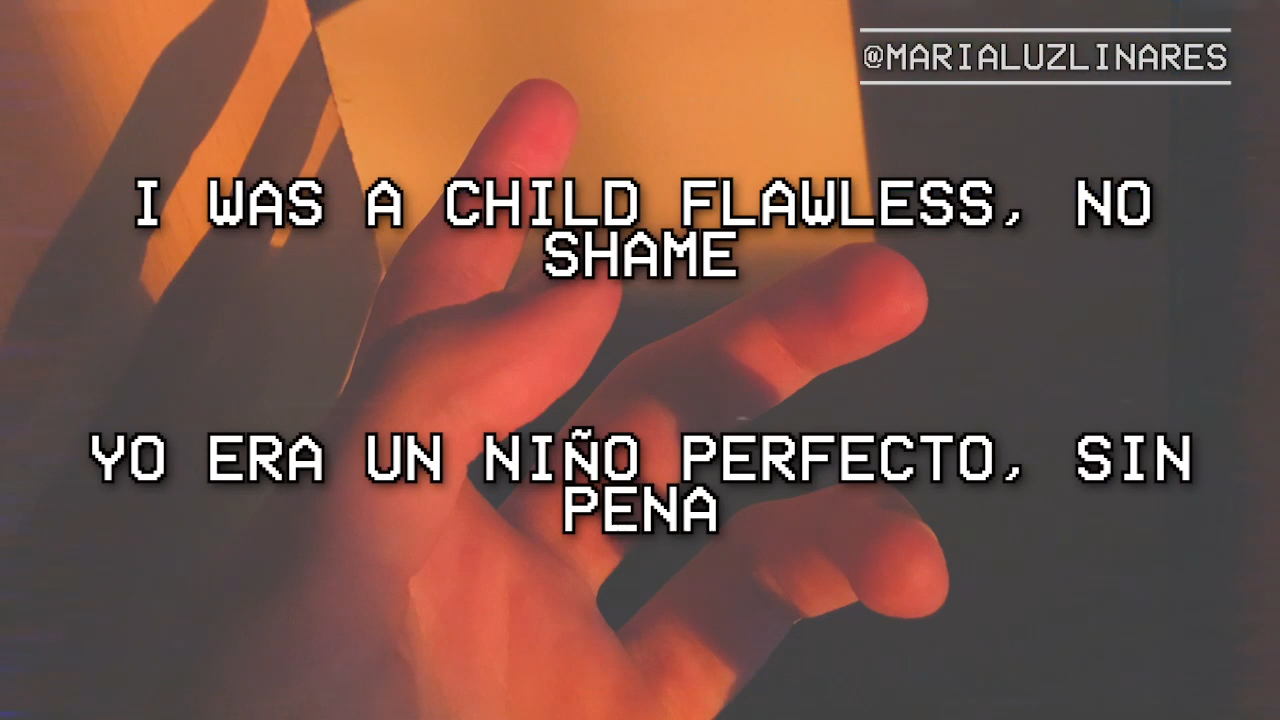 @MARIALUZLINARES
I WAS A CHILD FLAWLESS, NO
SHAME
YO ERA UN NIÑO PERFECTO, SIN
PENA